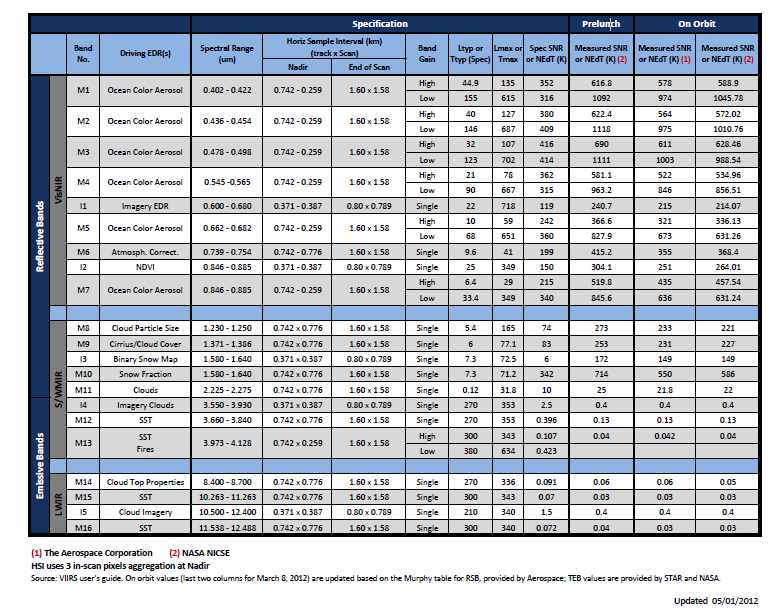 Specification Prelunch On Orbit
Band No. Driving EDR(s) Spectral Range (um) Horiz Sample Interval (km) (track x Scan) Band Gain Ltyp or Ttyp (Spec) Lmax or Tmax Spec SNR or NEdT (K) Measured SNR or NEdT (K) (2) Measured SNR or NEdT (K) (1) Measured SNR or NEdT (K) (2)
Nadir End of Scan
Reflective Bands
VisNIR
M1 Ocean Color Aerosol 0.402 - 0.422 0.742 - 0.259 1.60 x 1.58 High 44.9 135 352 616.8 578 588.9
Low 155 615 316 1092 974 1045.78
M2 Ocean Color Aerosol 0.436 - 0.454 0.742 - 0.259 1.60 x 1.58 High 40 127 380 622.4 564 572.02
Low 146 687 409 1118 975 1010.76
M3 Ocean Color Aerosol 0.478 - 0.498 0.742 - 0.259 1.60 x 1.58 High 32 107 416 690 611 628.46
Low 123 702 414 1111 1003 988.54
M4 Ocean Color Aerosol 0.545 -0.565 0.742 - 0.259 1.60 x 1.58 High 21 78 362 581.1 522 534.96
Low 90 667 315 963.2 846 856.51
I1 Imagery EDR 0.600 - 0.680 0.371 - 0.387 0.80 x 0.789 Single 22 718 119 240.7 215 214.07
M5 Ocean Color Aerosol 0.662 - 0.682 0.742 - 0.259 1.60 x 1.58 High 10 59 242 366.6 321 336.13
Low 68 651 360 827.9 673 631.26
M6 Atmosph. Correct. 0.739 - 0.754 0.742 - 0.776 1.60 x 1.58 Single 9.6 41 199 415.2 355 368.4
I2 NDVI 0.846 - 0.885 0.371 - 0.387 0.80 x 0.789 Single 25 349 150 304.1 251 264.01
M7 Ocean Color Aerosol 0.846 - 0.885 0.742 - 0.259 1.60 x 1.58 High 6.4 29 215 519.8 435 457.54
Low 33.4 349 340 845.6 636 631.24
S/WMIR
M8 Cloud Particle Size 1.230 - 1.250 0.742 x 0.776 1.60 x 1.58 Single 5.4 165 74 273 233 221
M9 Cirrius/Cloud Cover 1.371 - 1.386 0.742 x 0.776 1.60 x 1.58 Single 6 77.1 83 253 231 227
I3 Binary Snow Map 1.580 - 1.640 0.371 x 0.387 0.80 x 0.789 Single 7.3 72.5 6 172 149 149
M10 Snow Fraction 1.580 - 1.640 0.742 x 0.776 1.60 x 1.58 Single 7.3 71.2 342 714 550 586
M11 Clouds 2.225 - 2.275 0.742 x 0.776 1.60 x 1.58 Single 0.12 31.8 10 25 21.8 22
Emissive Bands
I4 Imagery Clouds 3.550 - 3.930 0.371 x 0.387 0.80 x 0.789 Single 270 353 2.5 0.4 0.4 0.4
M12 SST 3.660 - 3.840 0.742 x 0.776 1.60 x 1.58 Single 270 353 0.396 0.13 0.13 0.13
M13 SST Fires 3.973 - 4.128 0.742 x 0.259 1.60 x 1.58 High 300 343 0.107 0.04 0.042 0.04
Low 380 634 0.423
LWIR
M14 Cloud Top Properties 8.400 - 8.700 0.742 x 0.776 1.60 x 1.58 Single 270 336 0.091 0.06 0.06 0.05
M15 SST 10.263 - 11.263 0.742 x 0.776 1.60 x 1.58 Single 300 343 0.07 0.03 0.03 0.03
I5 Cloud Imagery 10.500 - 12.400 0.371 x 0.387 0.80 x 0.789 Single 210 340 1.5 0.4 0.4 0.4
M16 SST 11.538 - 12.488 0.742 x 0.776 1.60 x 1.58 Single 300 340 0.072 0.04 0.03 0.03
(1) The Aerospace Corporation (2) NASA NICSE
HSI uses 3 in-scan pixels aggregation at Nadir
Source: VIIRS user's guide. On orbit values (last two columns for March 8, 2012) are updated based on the Murphy table for RSB, provided by Aerospace; TEB values are provided by STAR and NASA.
Updated 05/01/2012